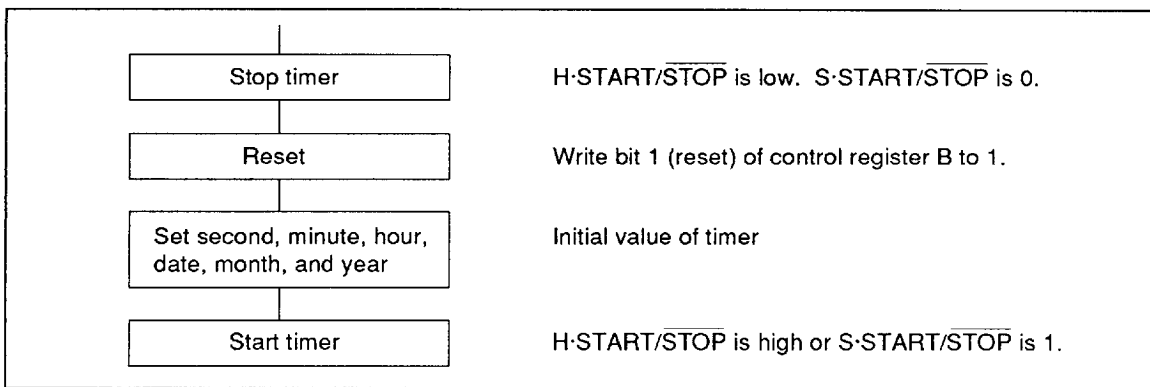 Stop timer
H·START/STOP is low. S·START/STOP is 0.
Reset
Write bit 1 (reset) of control register B to 1.
Set second, minute, hour,
date, month, and year
Initial value of timer
Start timer
H·START/STOP is high or S·START/STOP is 1.